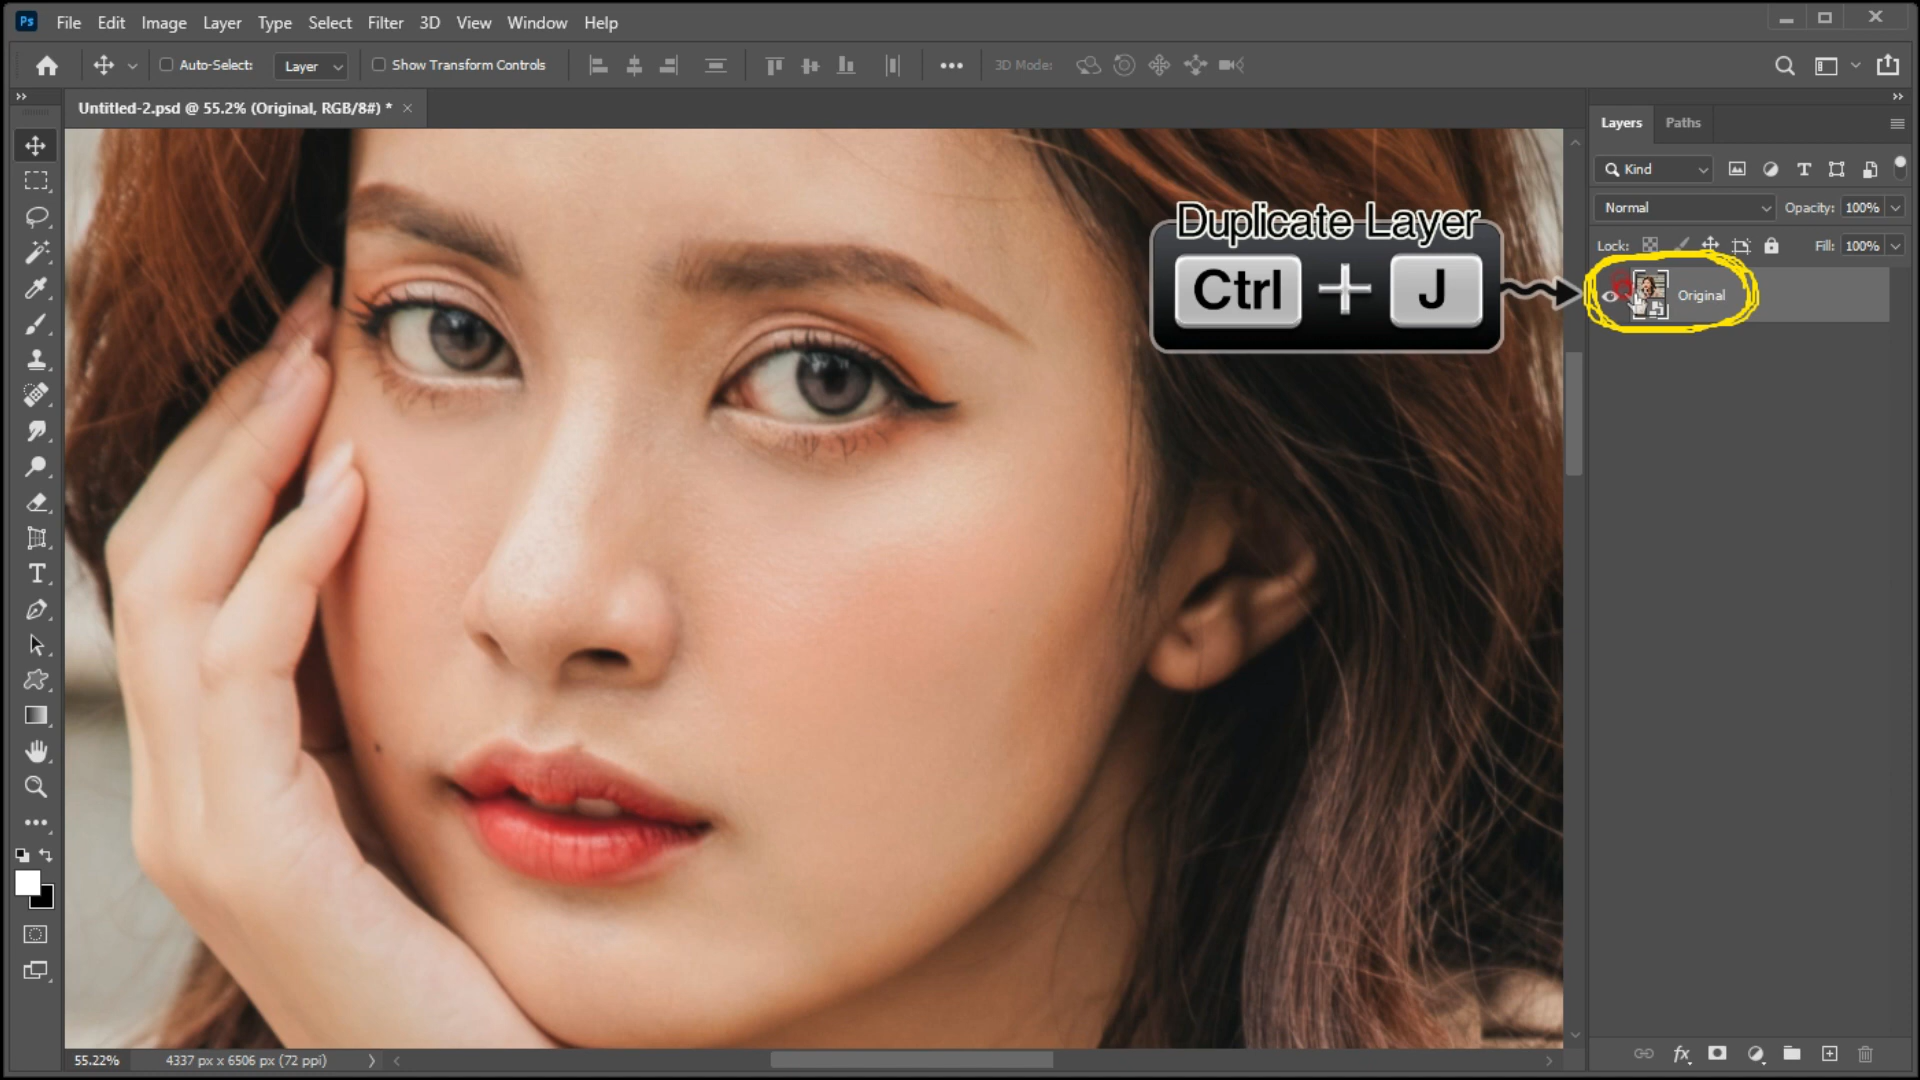 Ps File Edit Image Layer Type Select Filter 3D View Window Help
Auto-Select: Layer Show Transform Controls 3D Mode:
Untitled-2.psd @ 55.2% (Original, RGB/8#) *
Layers Paths
Kind
Normal Opacity: 100%
Lock: Fill: 100%
Duplicate Layer
Ctrl + J
Original
55.22% 4337 px x 6506 px (72 ppi)